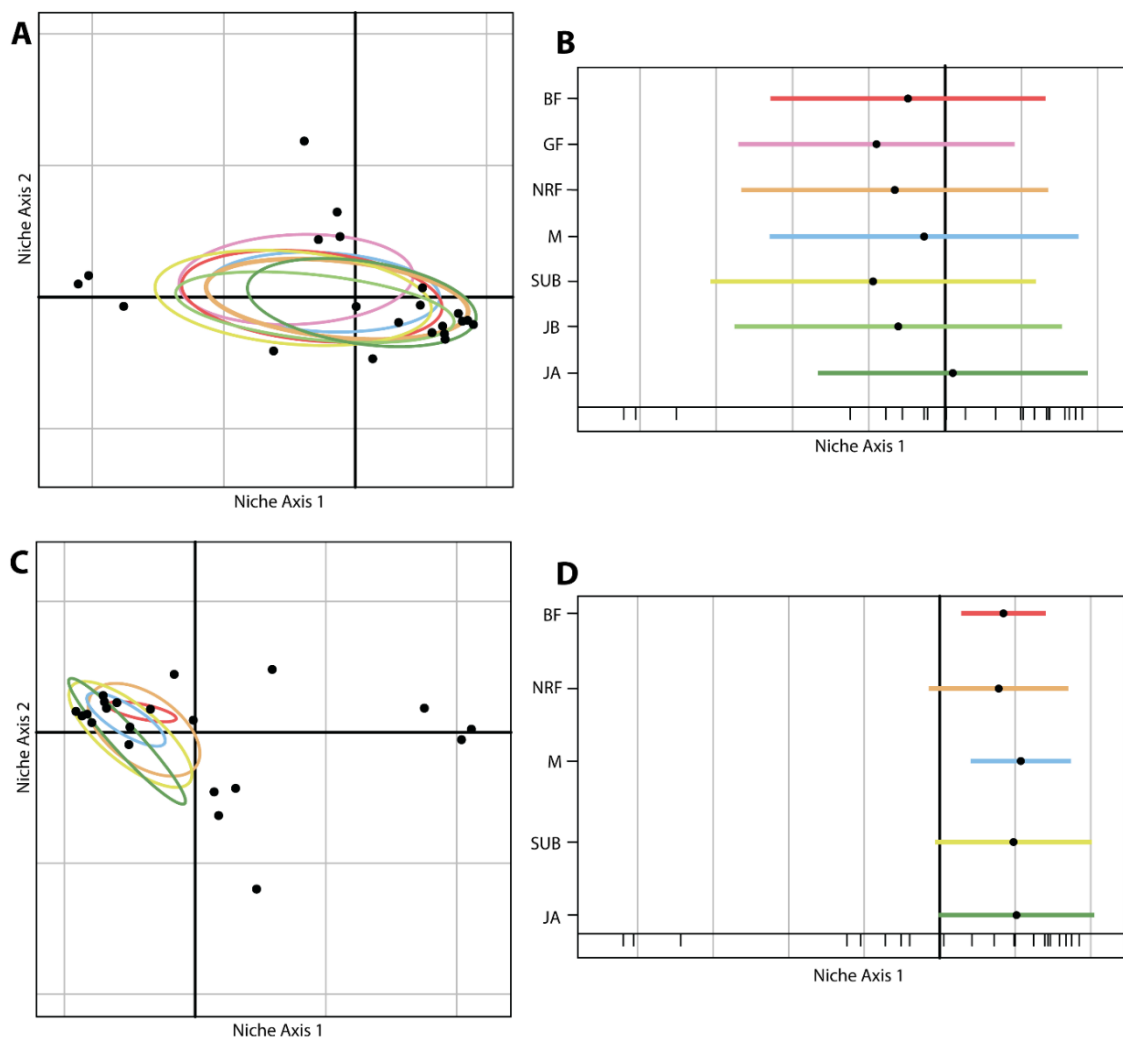 A
Niche Axis 2
Niche Axis 1
B
BF
GF
NRF
M
SUB
JB
JA
Niche Axis 1
C
Niche Axis 2
Niche Axis 1
D
BF
NRF
M
SUB
JA
Niche Axis 1